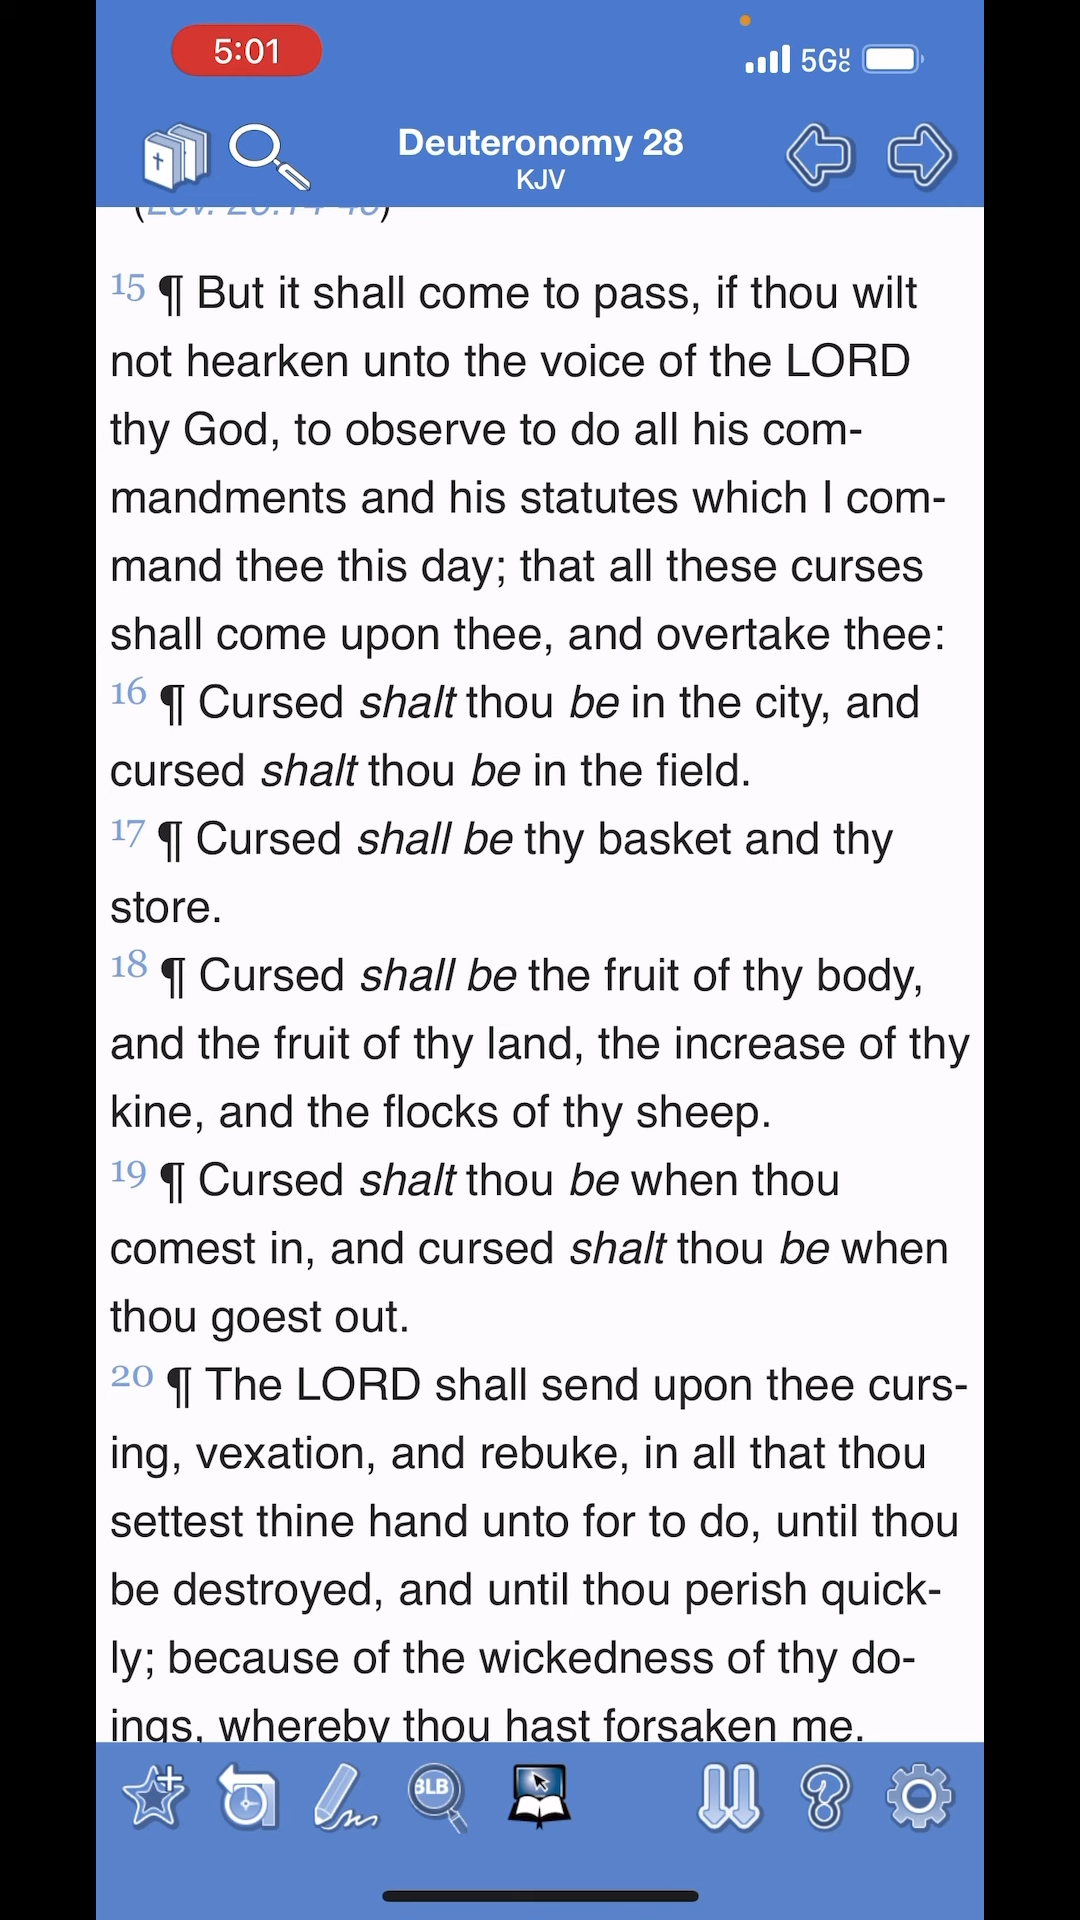 5:01
5G UC
Deuteronomy 28
KJV
15 ¶ But it shall come to pass, if thou wilt
not hearken unto the voice of the LORD
thy God, to observe to do all his com-
mandments and his statutes which I com-
mand thee this day; that all these curses
shall come upon thee, and overtake thee:
16 ¶ Cursed shalt thou be in the city, and
cursed shalt thou be in the field.
17 ¶ Cursed shall be thy basket and thy
store.
18 ¶ Cursed shall be the fruit of thy body,
and the fruit of thy land, the increase of thy
kine, and the flocks of thy sheep.
19 ¶ Cursed shalt thou be when thou
comest in, and cursed shalt thou be when
thou goest out.
20 ¶ The LORD shall send upon thee curs-
ing, vexation, and rebuke, in all that thou
settest thine hand unto for to do, until thou
be destroyed, and until thou perish quick-
ly; because of the wickedness of thy do-
ings, whereby thou hast forsaken me.
BLB